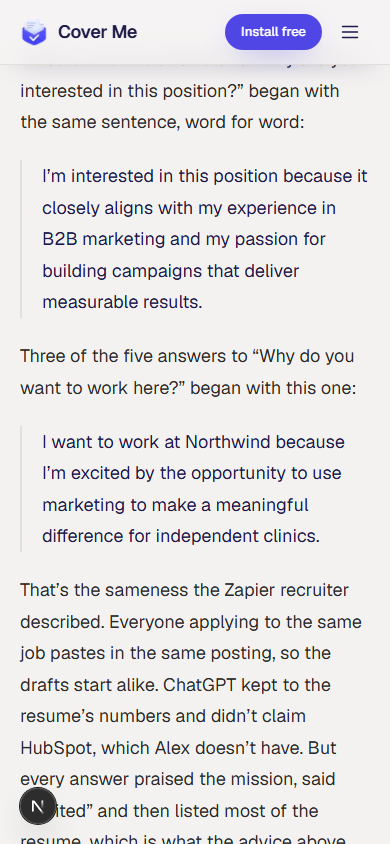 Cover Me
Install free
interested in this position?” began with
the same sentence, word for word:
I’m interested in this position because it
closely aligns with my experience in
B2B marketing and my passion for
building campaigns that deliver
measurable results.
Three of the five answers to “Why do you
want to work here?” began with this one:
I want to work at Northwind because
I’m excited by the opportunity to use
marketing to make a meaningful
difference for independent clinics.
That’s the sameness the Zapier recruiter
described. Everyone applying to the same
job pastes in the same posting, so the
drafts start alike. ChatGPT kept to the
resume’s numbers and didn’t claim
HubSpot, which Alex doesn’t have. But
every answer praised the mission, said
N
and then listed most of the
resume, which is what the advice above